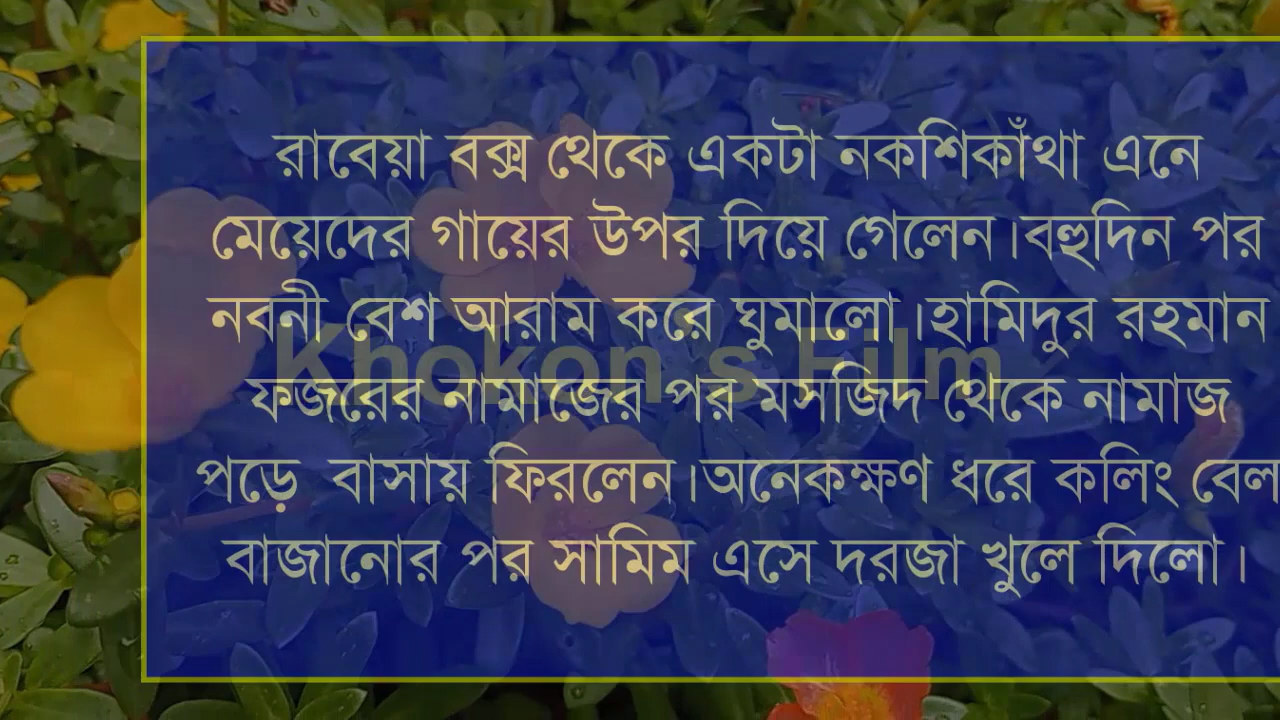 রাবেয়া বক্স থেকে একটা নকশিকাঁথা এনে
মেয়েদের গায়ের উপর দিয়ে গেলেন।বহুদিন পর
নবনী বেশ আরাম করে ঘুমালো।হামিদুর রহমান
ফজরের নামাজের পর মসজিদ থেকে নামাজ
পড়ে বাসায় ফিরলেন।অনেকক্ষণ ধরে কলিং বেল
বাজানোর পর সামিম এসে দরজা খুলে দিলো।
Khokon,s Film